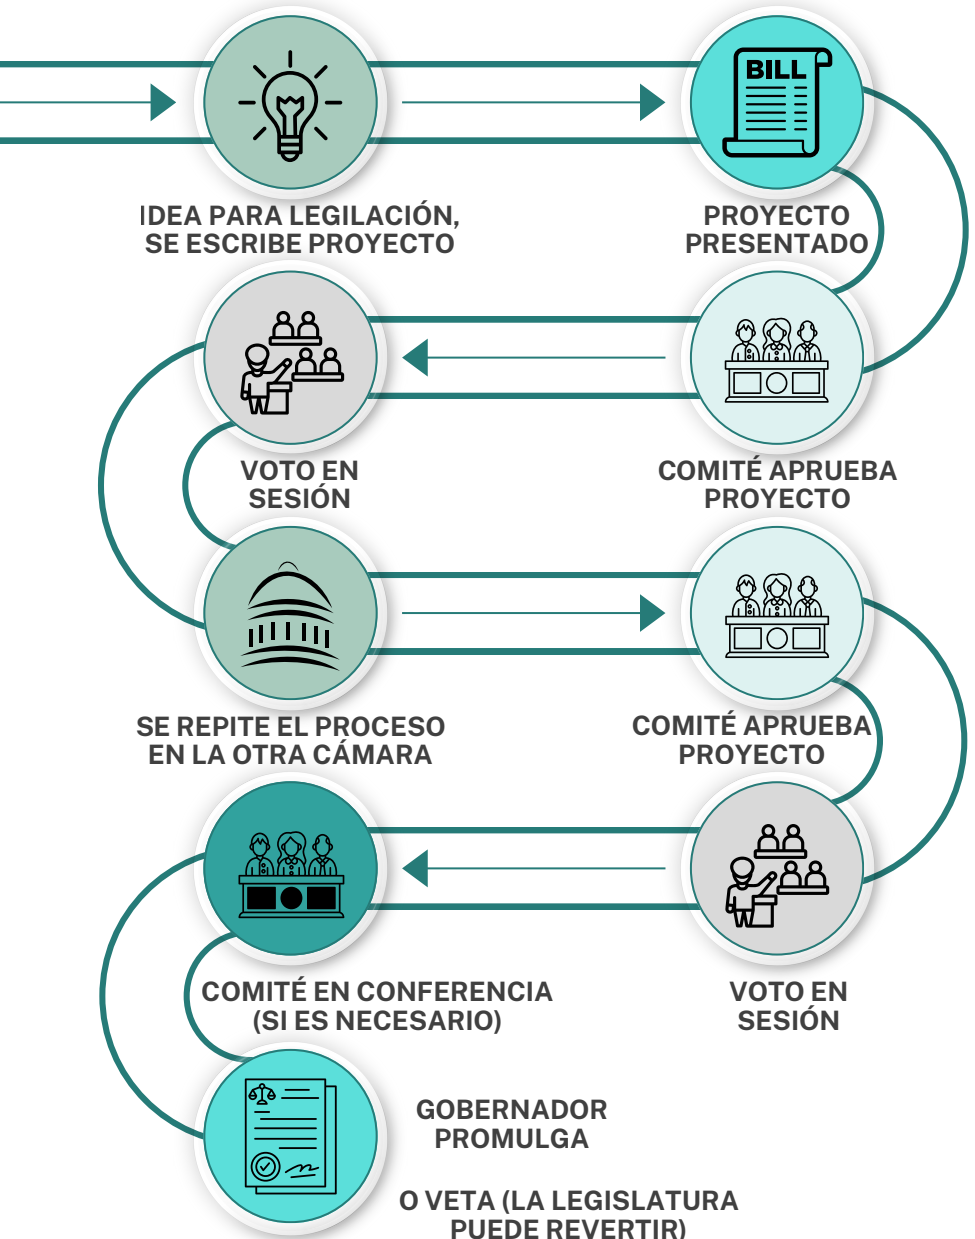 BILL
IDEA PARA LEGILACIÓN,
SE ESCRIBE PROYECTO
PROYECTO
PRESENTADO
VOTO EN
SESIÓN
COMITÉ APRUEBA
PROYECTO
SE REPITE EL PROCESO
EN LA OTRA CÁMARA
COMITÉ APRUEBA
PROYECTO
COMITÉ EN CONFERENCIA
(SI ES NECESARIO)
VOTO EN
SESIÓN
GOBERNADOR
PROMULGA
O VETA (LA LEGISLATURA
PUEDE REVERTIR)